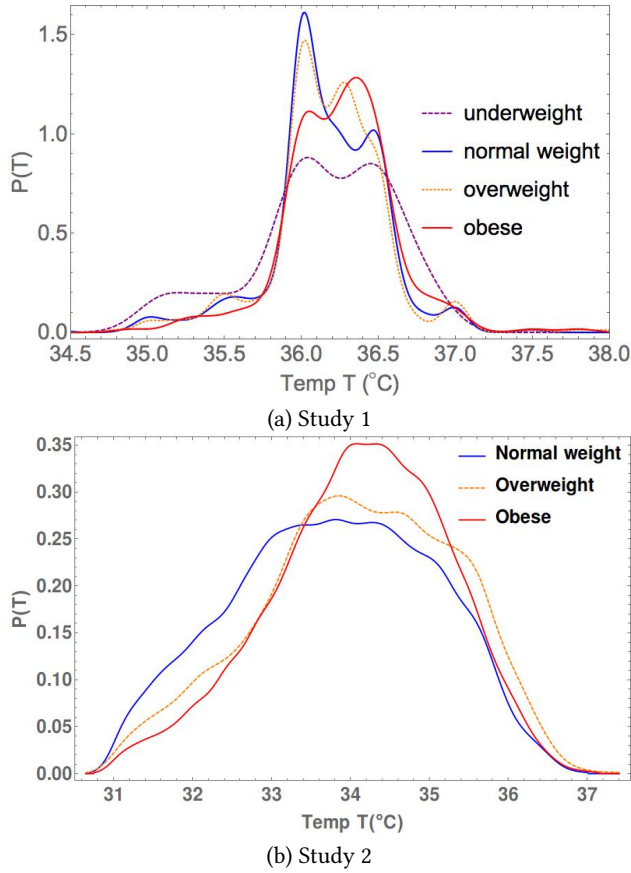 1.5
1.0
0.5
0.0
P(T)
underweight
normal weight
overweight
obese
34.5 35.0 35.5 36.0 36.5 37.0 37.5 38.0
Temp T (°C)
(a) Study 1
0.35
0.30
0.25
0.20
0.15
0.10
0.05
0.00
P(T)
Normal weight
Overweight
Obese
31 32 33 34 35 36 37
Temp T(°C)
(b) Study 2